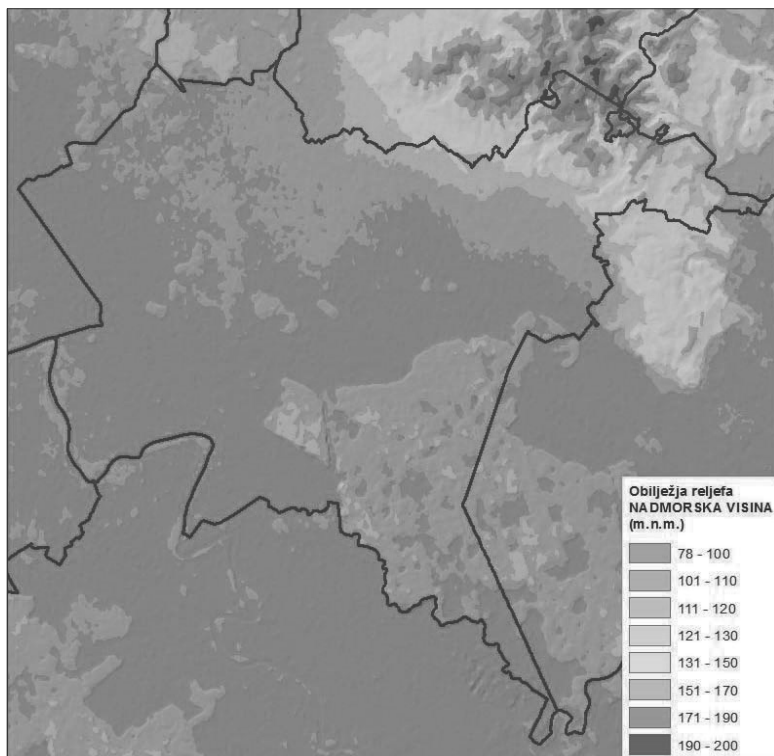 Obilježja reljefa
NADMORSKA VISINA
(m.n.m.)
78 - 100
101 - 110
111 - 120
121 - 130
131 - 150
151 - 170
171 - 190
190 - 200